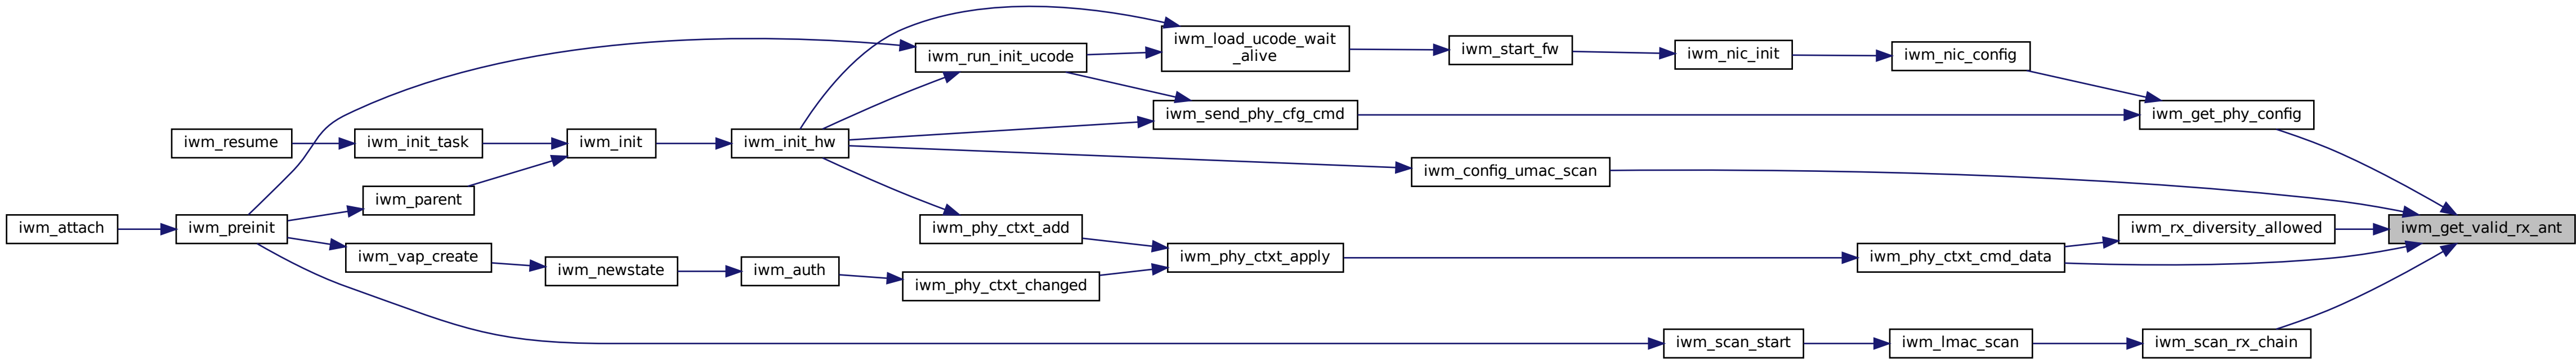 iwm_load_ucode_wait
_alive
iwm_start_fw
iwm_nic_init
iwm_nic_config
iwm_run_init_ucode
iwm_send_phy_cfg_cmd
iwm_get_phy_config
iwm_resume
iwm_init_task
iwm_init
iwm_init_hw
iwm_config_umac_scan
iwm_parent
iwm_attach
iwm_preinit
iwm_phy_ctxt_add
iwm_rx_diversity_allowed
iwm_get_valid_rx_ant
iwm_vap_create
iwm_newstate
iwm_auth
iwm_phy_ctxt_changed
iwm_phy_ctxt_apply
iwm_phy_ctxt_cmd_data
iwm_scan_start
iwm_lmac_scan
iwm_scan_rx_chain